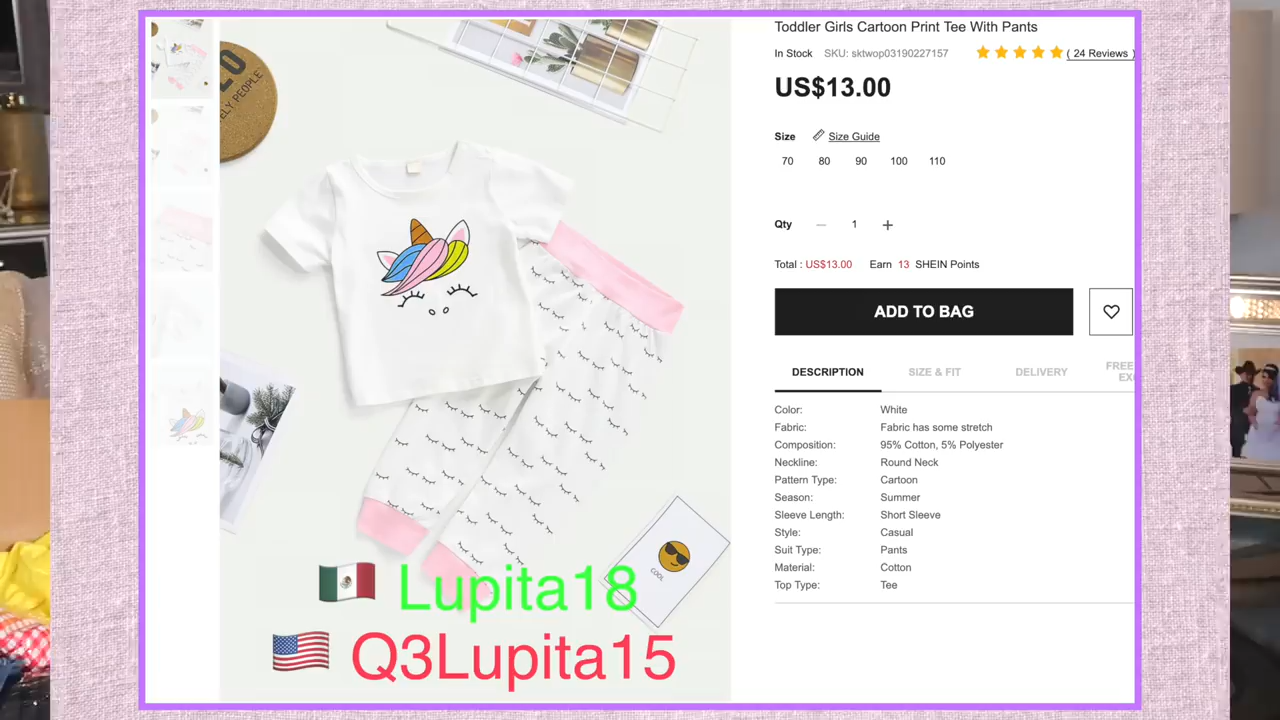 Toddler Girls Cartoon Print Tee With Pants
In Stock SKU: sktwop03190227157 ( 24 Reviews )
US$13.00
Size Size Guide
70 80 90 100 110
Qty — 1 +
Total : US$13.00 Earn 13 SHEIN Points
ADD TO BAG
DESCRIPTION SIZE & FIT DELIVERY FREE
EX
Color: White
Fabric: Fabric has some stretch
Composition: 95% Cotton, 5% Polyester
Neckline: Round Neck
Pattern Type: Cartoon
Season: Summer
Sleeve Length: Short Sleeve
Style: Casual
Suit Type: Pants
Material: Cotton
Top Type: Tee
ELY PEOPLE
COOL
Lupita18
Q3Lupita15